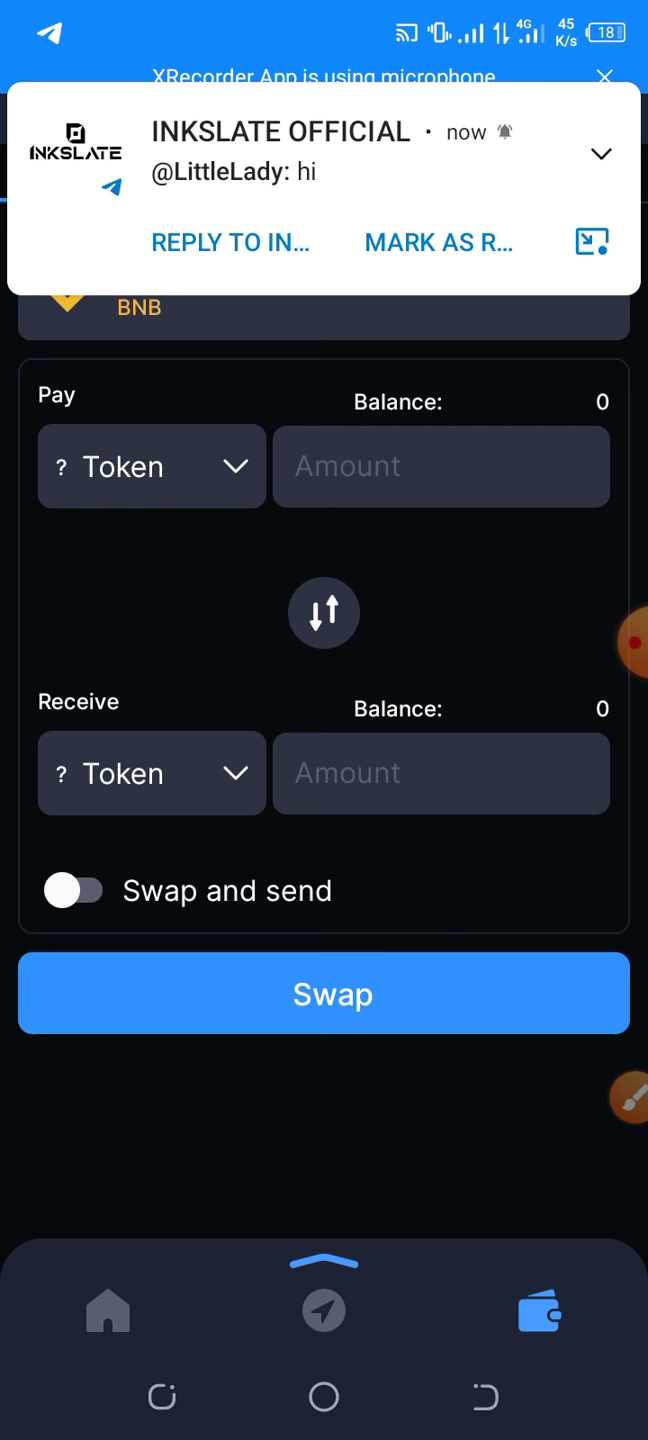 4G
45
K/s
18
XRecorder App is using microphone
INKSLATE
INKSLATE OFFICIAL · now
@LittleLady: hi
REPLY TO IN...
MARK AS R...
BNB
Pay
Balance: 0
? Token
Amount
Receive
Balance: 0
? Token
Amount
Swap and send
Swap